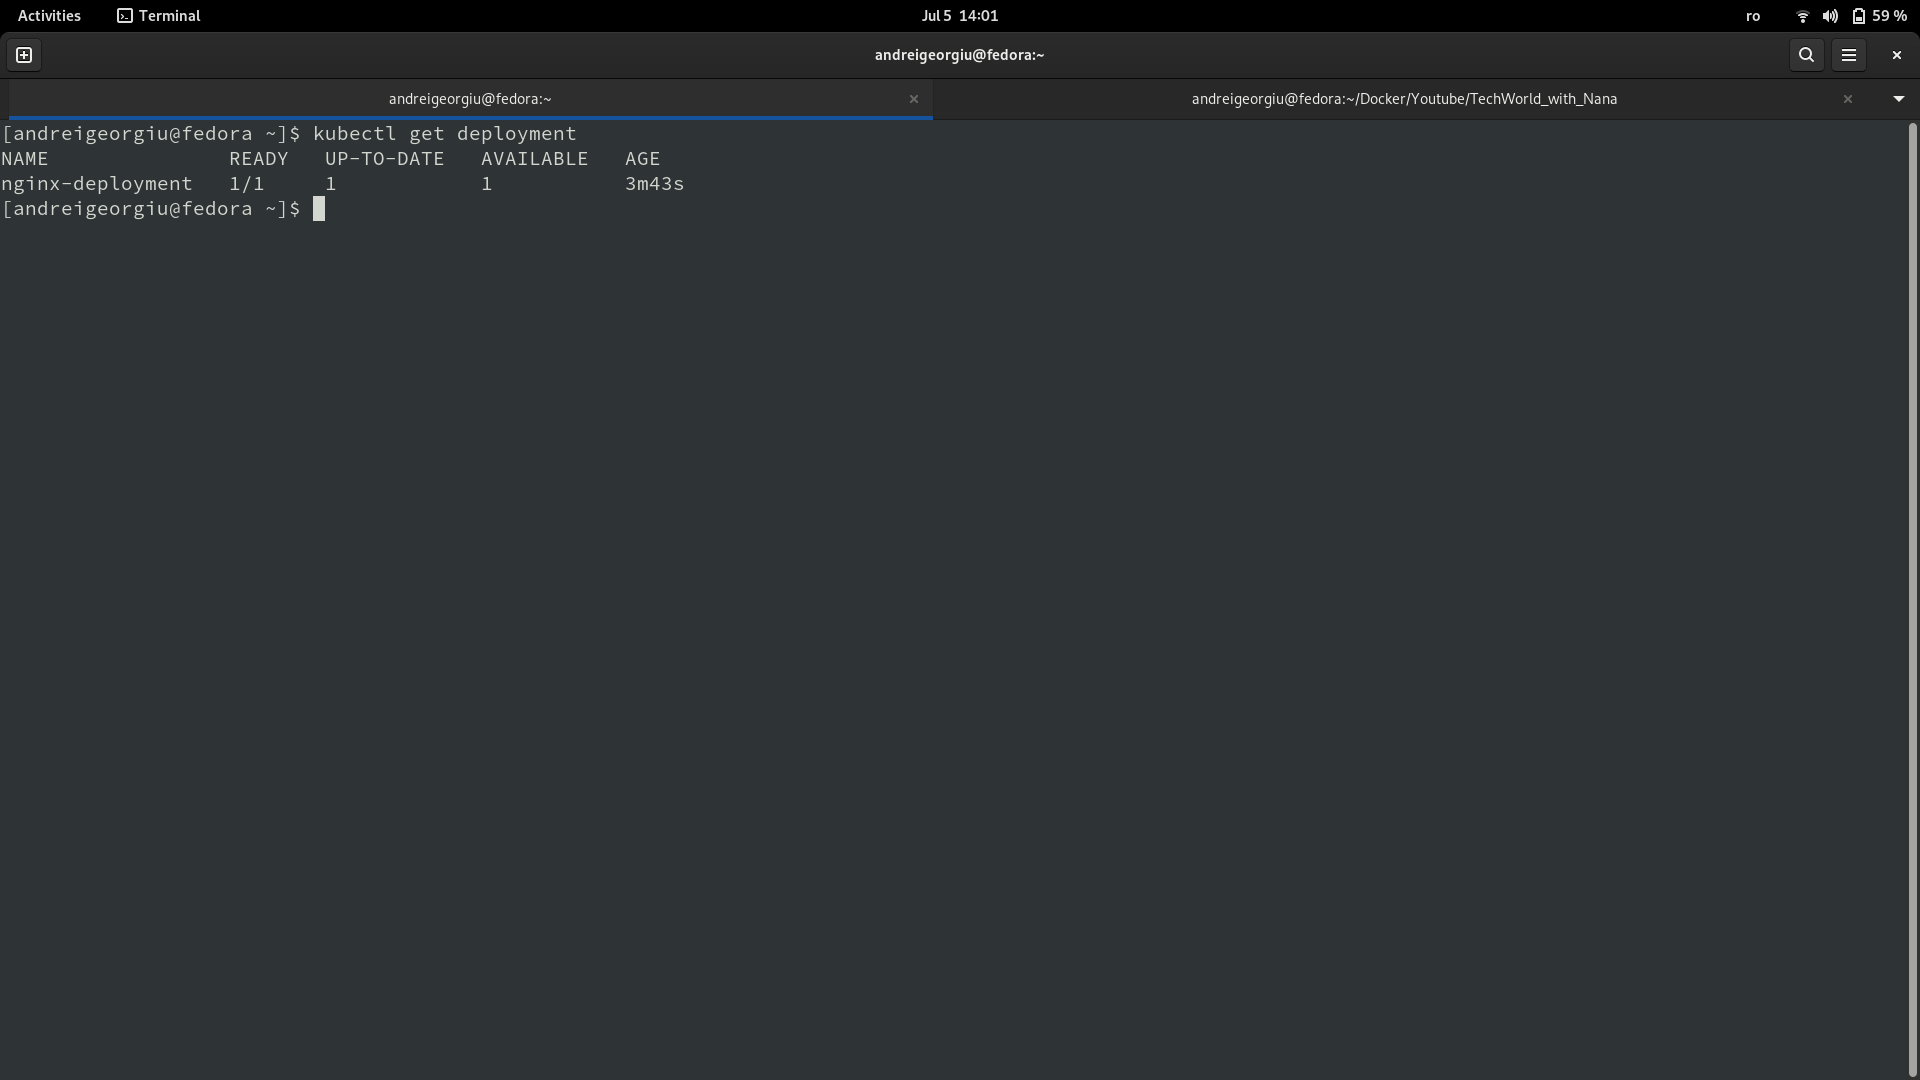 Activities Terminal Jul 5 14:01 ro 59 %
andreigeorgiu@fedora:~
andreigeorgiu@fedora:~ andreigeorgiu@fedora:~/Docker/Youtube/TechWorld_with_Nana
[andreigeorgiu@fedora ~]$ kubectl get deployment
NAME               READY   UP-TO-DATE   AVAILABLE   AGE
nginx-deployment   1/1     1            1           3m43s
[andreigeorgiu@fedora ~]$